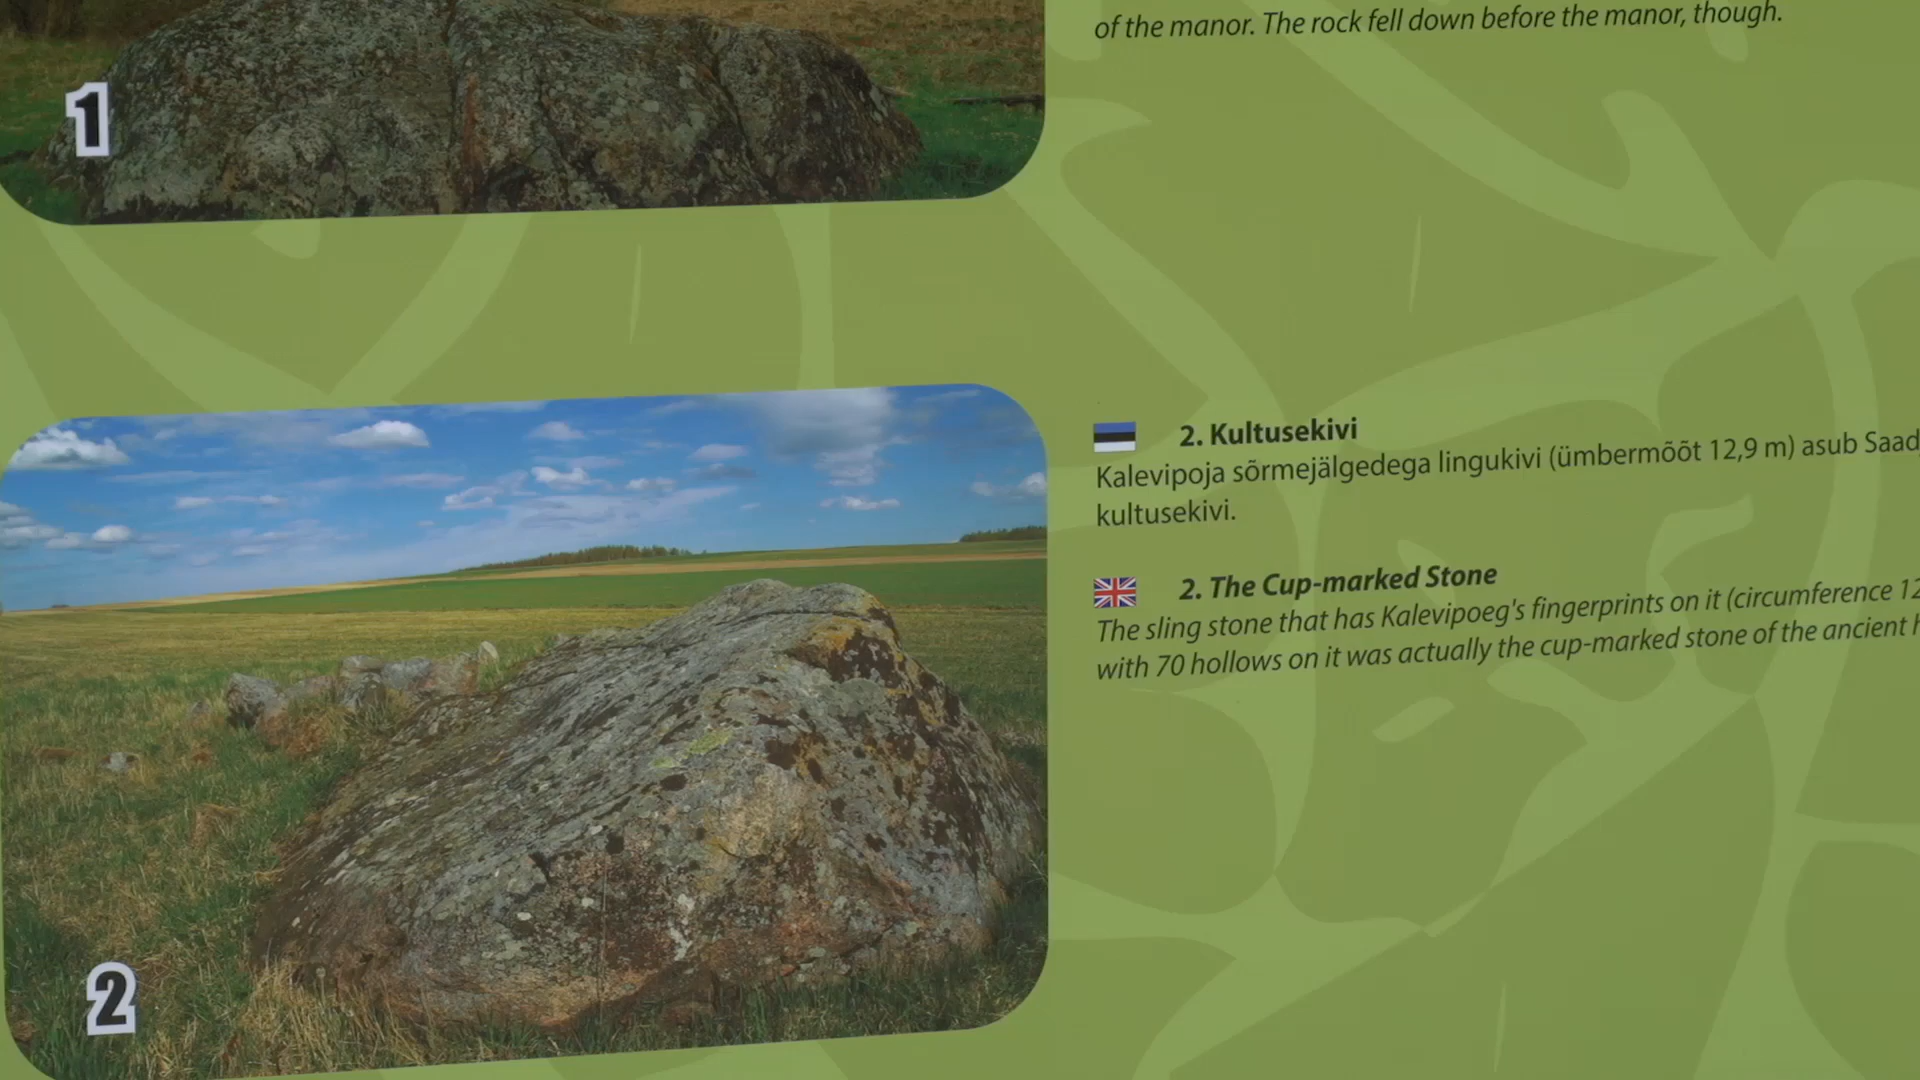 of the manor. The rock fell down before the manor, though.
1
2. Kultusekivi
Kalevipoja sõrmejälgedega lingukivi (ümbermõõt 12,9 m) asub
kultusekivi.
2. The Cup-marked Stone
The sling stone that has Kalevipoeg's fingerprints on it (circumference
with 70 hollows on it was actually the cup-marked stone of the ancient
2